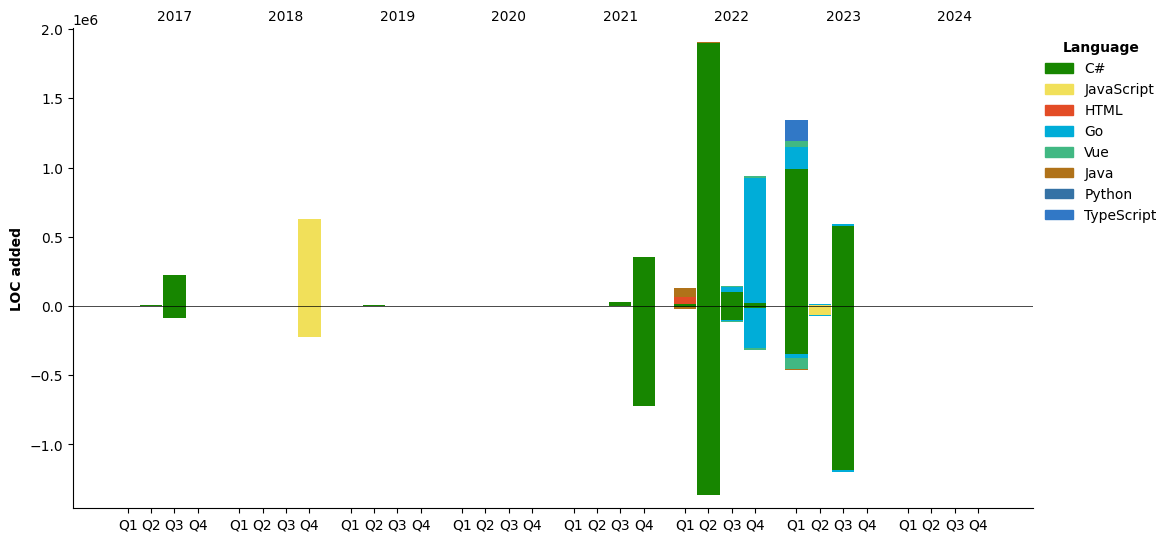 2017 2018 2019 2020 2021 2022 2023 2024
1e6
2.0
1.5
1.0
0.5
0.0
−0.5
−1.0
LOC added
Q1 Q2 Q3 Q4 Q1 Q2 Q3 Q4 Q1 Q2 Q3 Q4 Q1 Q2 Q3 Q4 Q1 Q2 Q3 Q4 Q1 Q2 Q3 Q4 Q1 Q2 Q3 Q4 Q1 Q2 Q3 Q4
Language
C#
JavaScript
HTML
Go
Vue
Java
Python
TypeScript